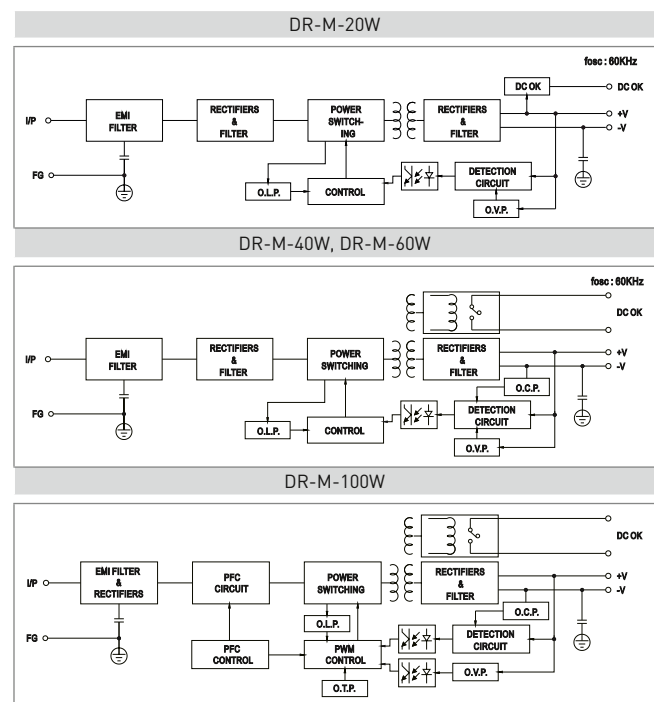 DR-M-20W
fosc : 60KHz
DC OK
DC OK
I/P
EMI
FILTER
RECTIFIERS
&
FILTER
POWER
SWITCH-
ING
RECTIFIERS
&
FILTER
+V
-V
FG
O.L.P.
CONTROL
DETECTION
CIRCUIT
O.V.P.
DR-M-40W, DR-M-60W
fosc : 60KHz
DC OK
I/P
EMI
FILTER
RECTIFIERS
&
FILTER
POWER
SWITCHING
RECTIFIERS
&
FILTER
+V
-V
O.C.P.
FG
O.L.P.
CONTROL
DETECTION
CIRCUIT
O.V.P.
DR-M-100W
DC OK
I/P
EMI FILTER
&
RECTIFIERS
PFC
CIRCUIT
POWER
SWITCHING
RECTIFIERS
&
FILTER
+V
-V
O.C.P.
O.L.P.
FG
PFC
CONTROL
PWM
CONTROL
DETECTION
CIRCUIT
O.V.P.
O.T.P.